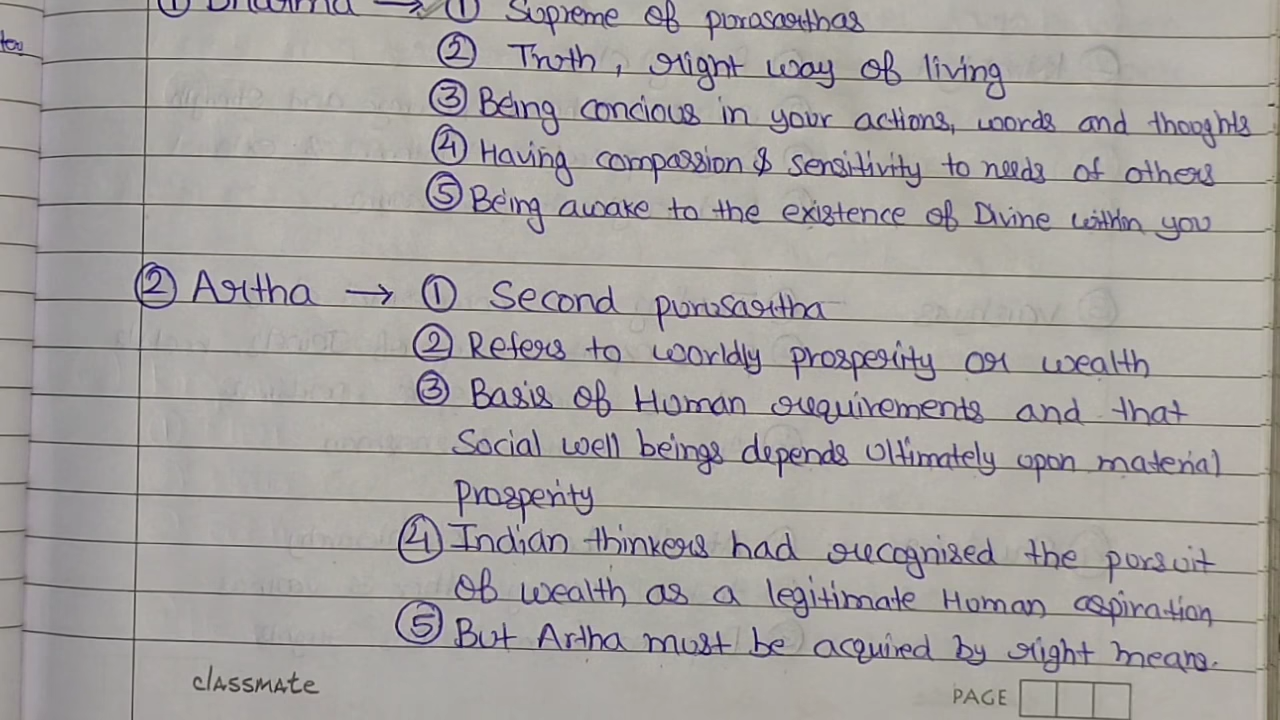 ① Dharma → ① Supreme of purusarthas
② Truth, right way of living
③ Being concious in your actions, words and thoughts
④ Having compassion & sensitivity to needs of others
⑤ Being awake to the existence of Divine within you
② Artha → ① Second purusartha
② Refers to worldly prosperity or wealth
③ Basis of Human requirements and that
Social well beings depends Ultimately upon material
prosperity
④ Indian thinkers had recognised the pursuit
of wealth as a legitimate Human aspiration
⑤ But Artha must be acquired by right means.
classmate
PAGE